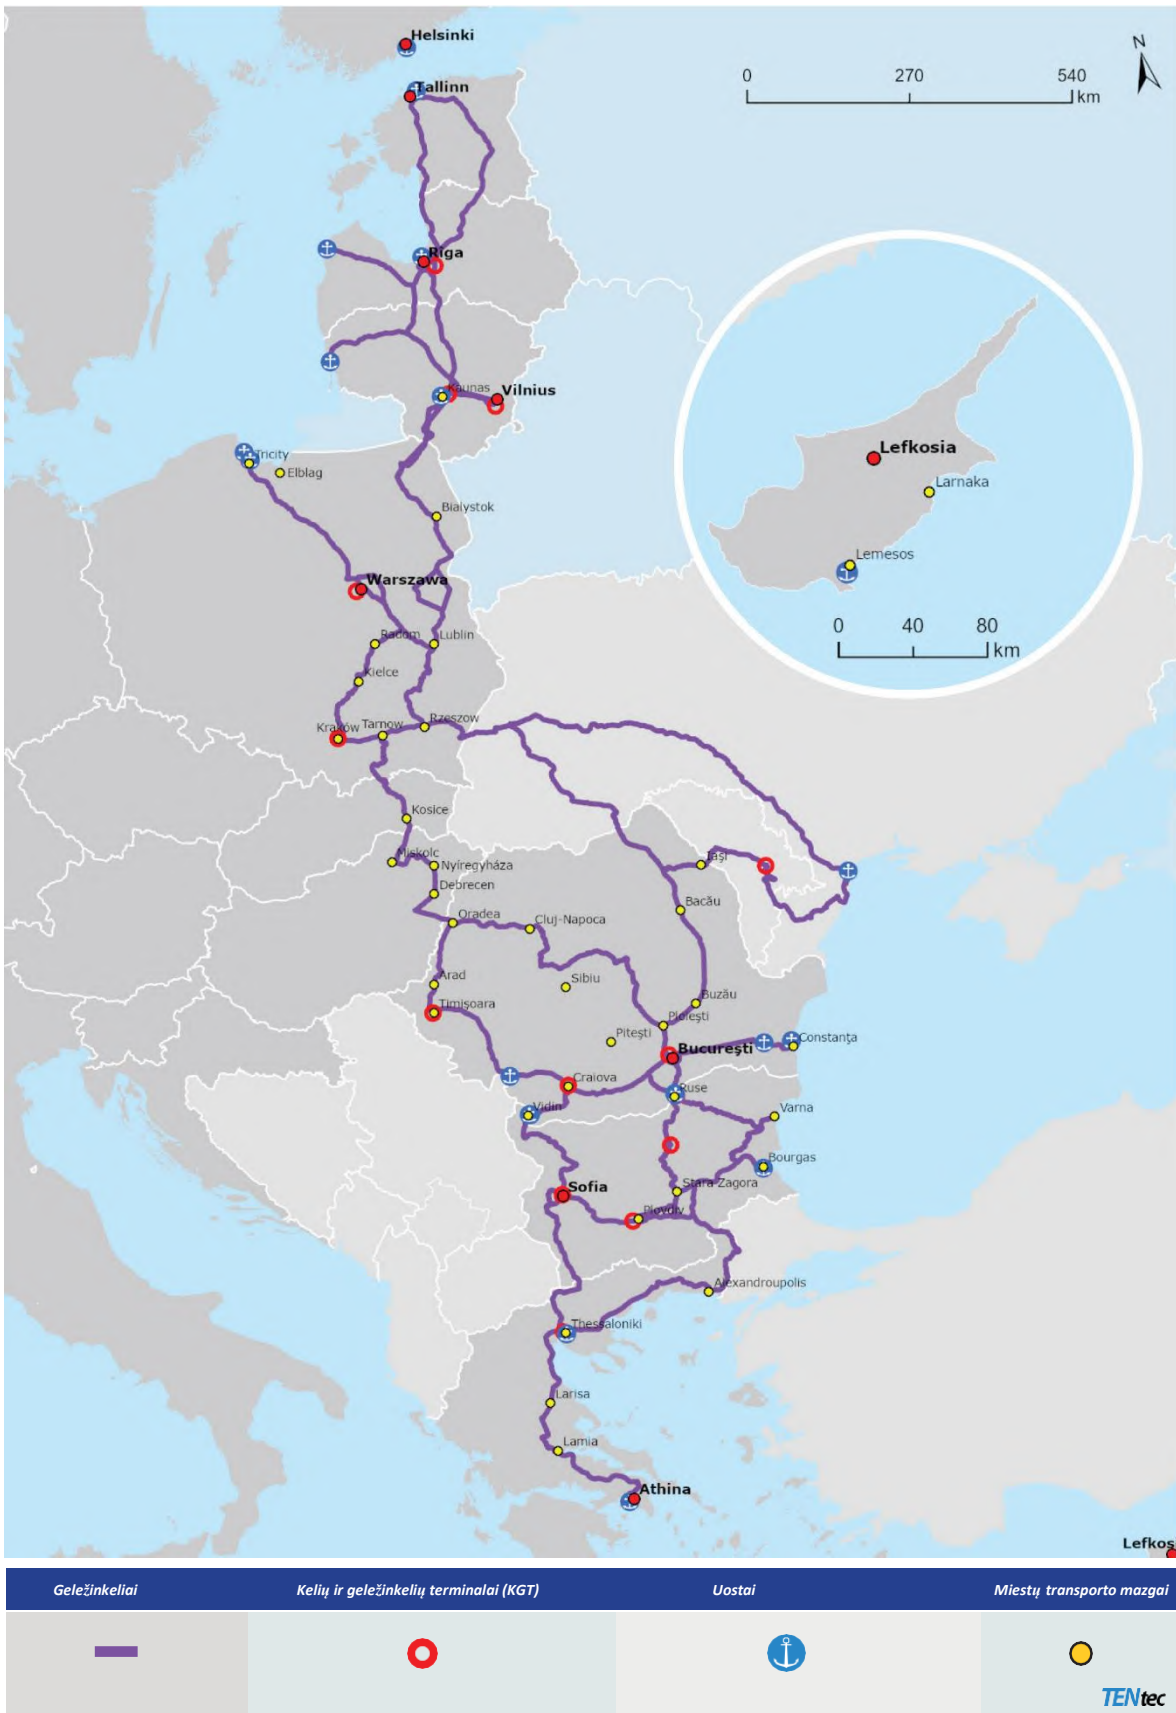 Helsinki
N
0 270 540
km
Tallinn
Rīga
Kaunas
Vilnius
Lefkosia
Larnaka
Lemesos
0 40 80
km
Tricity
Elblag
Bialystok
Warszawa
Radom
Lublin
Kielce
Kraków
Tarnow
Rzeszow
Kosice
Miskolc
Nyíregyháza
Debrecen
Iaşi
Bacău
Oradea
Cluj-Napoca
Sibiu
Arad
Timişoara
Buzău
Ploieşti
Piteşti
Bucureşti
Constanţa
Craiova
Ruse
Vidin
Varna
Bourgas
Sofia
Stara Zagora
Plovdiv
Alexandroupolis
Thessaloniki
Larisa
Lamia
Athina
Lefkos
Geležinkeliai Kelių ir geležinkelių terminalai (KGT) Uostai Miestų transporto mazgai
TENtec